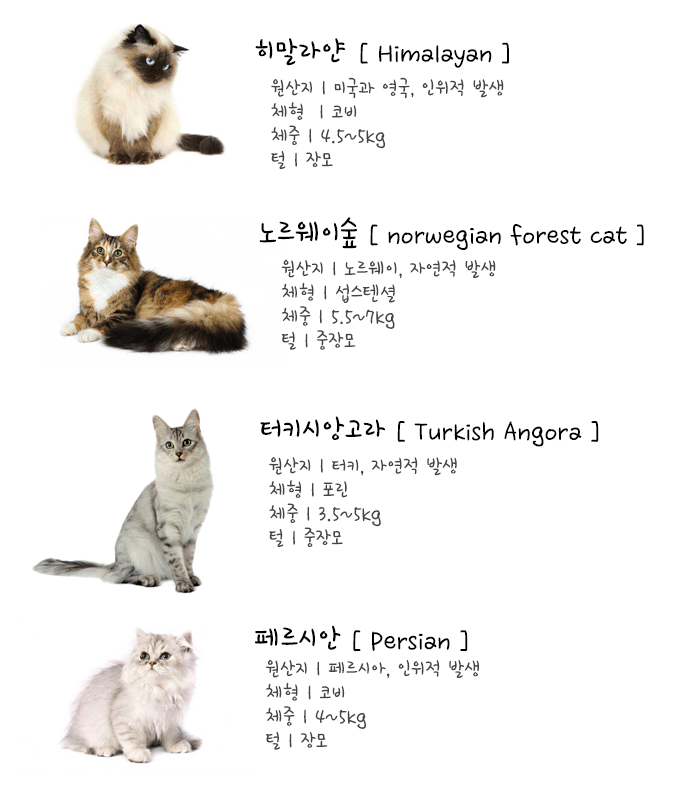 히말라얀 [ Himalayan ]
원산지 | 미국과 영국, 인위적 발생
체형 | 코비
체중 | 4.5~5kg
털 | 장모
노르웨이숲 [ norwegian forest cat ]
원산지 | 노르웨이, 자연적 발생
체형 | 섭스텐셜
체중 | 5.5~7kg
털 | 중장모
터키시앙고라 [ Turkish Angora ]
원산지 | 터키, 자연적 발생
체형 | 포린
체중 | 3.5~5kg
털 | 중장모
페르시안 [ Persian ]
원산지 | 페르시아, 인위적 발생
체형 | 코비
체중 | 4~5kg
털 | 장모